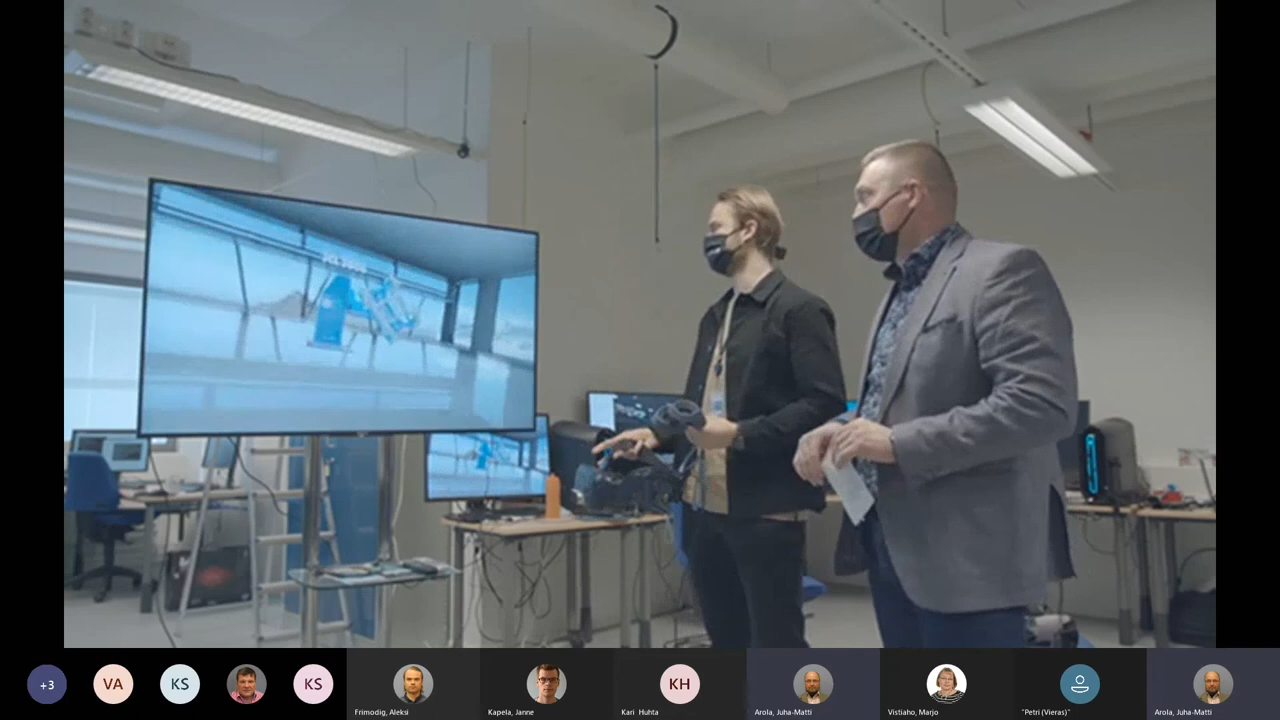 +3
VA
KS
KS
KH
Frimodig, Aleksi
Kapela, Janne
Kari Huhta
Arola, Juha-Matti
Vistiaho, Marjo
"Petri (Vieras)"
Arola, Juha-Matti